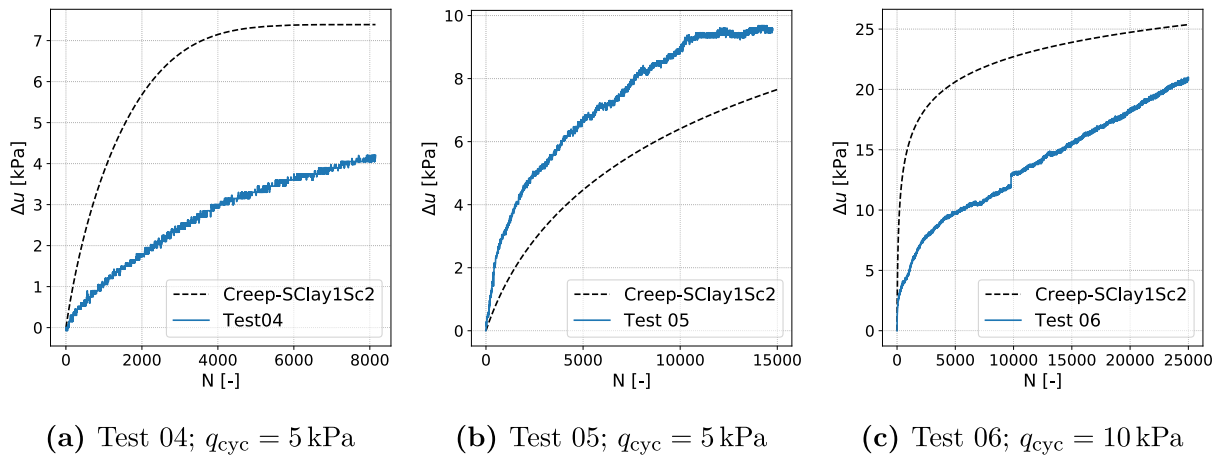 7
6
5
4
3
2
1
0
Δu [kPa]
0 2000 4000 6000 8000
N [-]
Creep-SClay1Sc2
Test04
(a) Test 04; q_cyc = 5 kPa
10
8
6
4
2
0
Δu [kPa]
0 5000 10000 15000
N [-]
Creep-SClay1Sc2
Test 05
(b) Test 05; q_cyc = 5 kPa
25
20
15
10
5
0
Δu [kPa]
0 5000 10000 15000 20000 25000
N [-]
Creep-SClay1Sc2
Test 06
(c) Test 06; q_cyc = 10 kPa